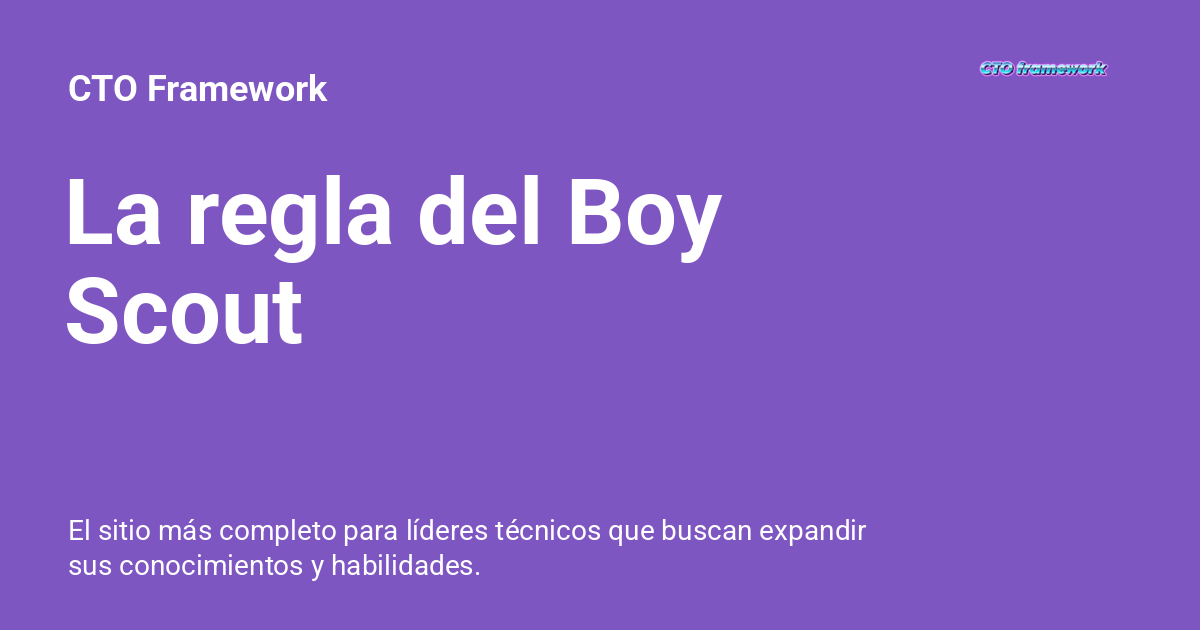 CTO Framework
CTO framework
La regla del Boy
Scout
El sitio más completo para líderes técnicos que buscan expandir
sus conocimientos y habilidades.